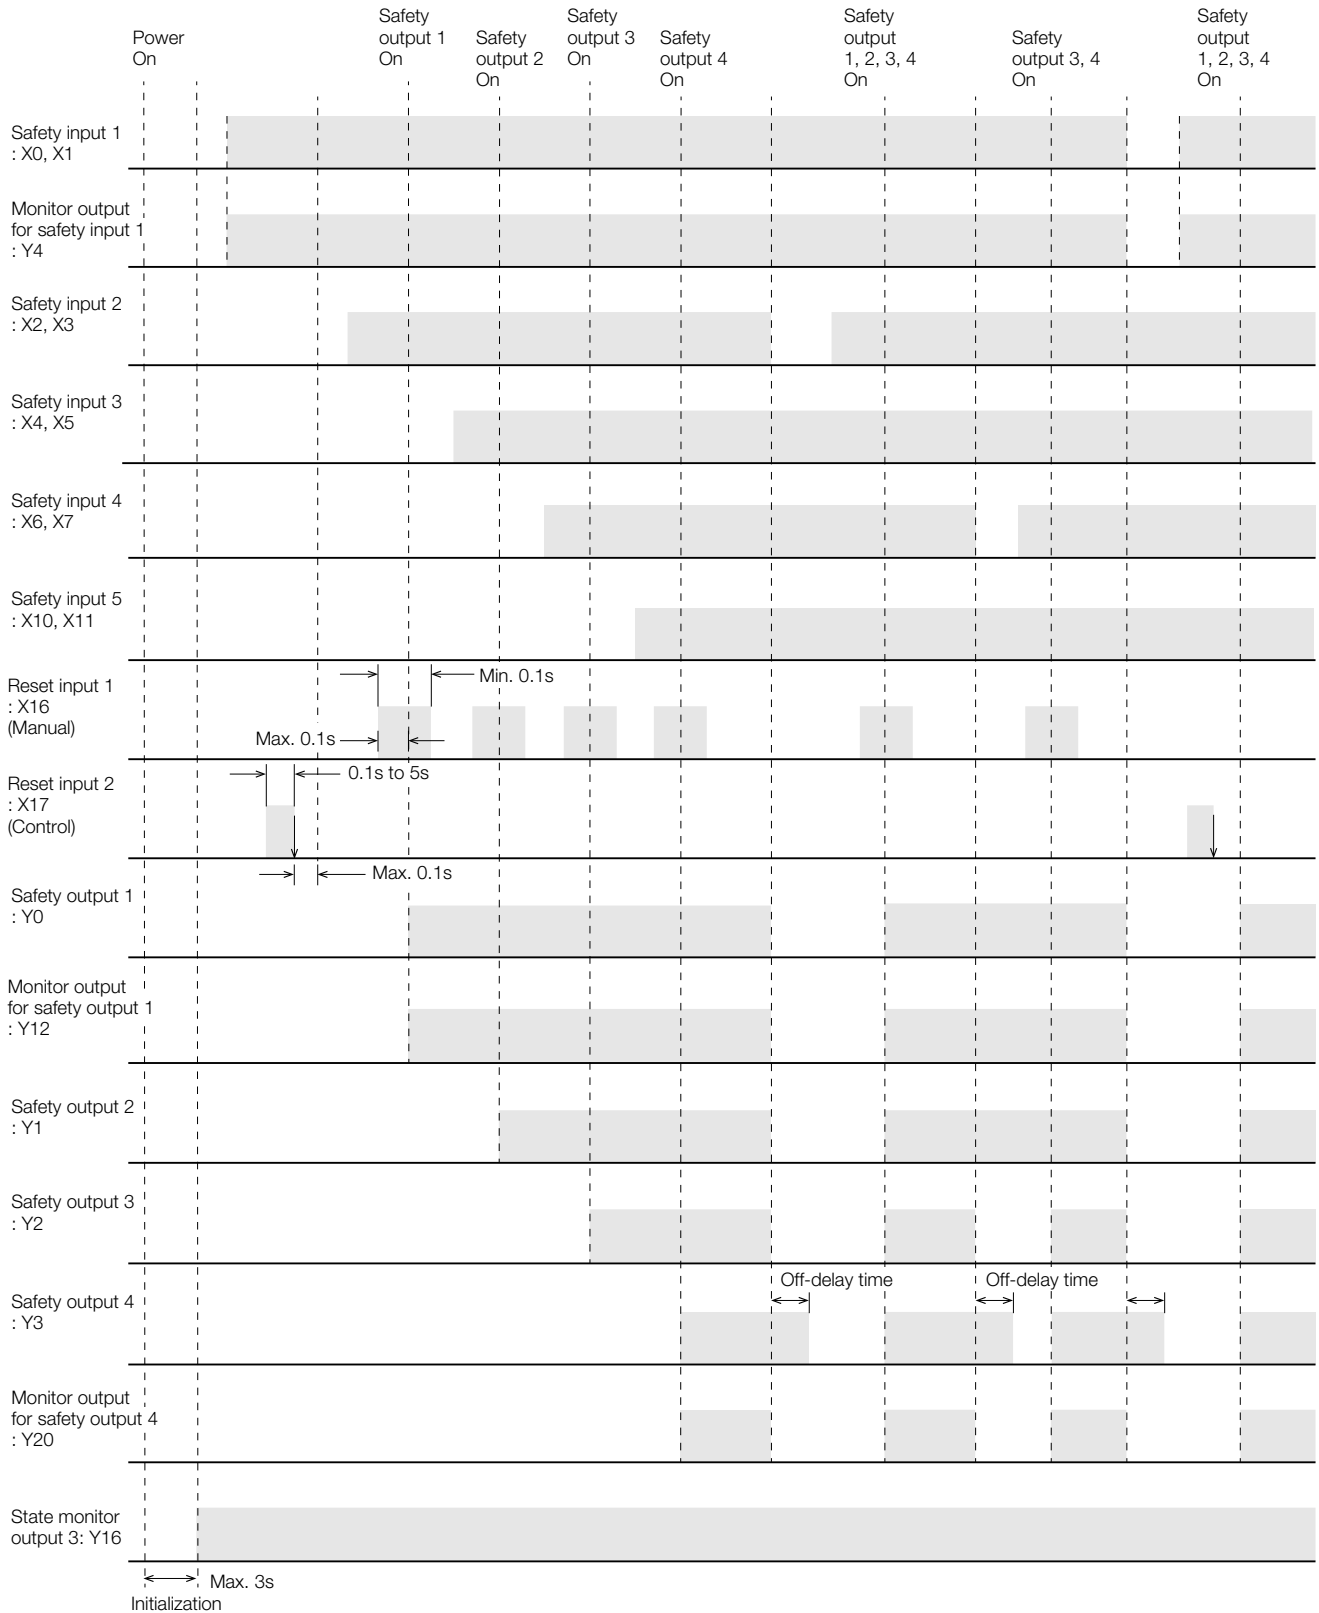 Power
On
Safety
output 1
On
Safety
output 2
On
Safety
output 3
On
Safety
output 4
On
Safety
output
1, 2, 3, 4
On
Safety
output 3, 4
On
Safety
output
1, 2, 3, 4
On
Safety input 1
: X0, X1
Monitor output
for safety input 1
: Y4
Safety input 2
: X2, X3
Safety input 3
: X4, X5
Safety input 4
: X6, X7
Safety input 5
: X10, X11
Reset input 1
: X16
(Manual)
Min. 0.1s
Max. 0.1s
Reset input 2
: X17
(Control)
0.1s to 5s
Max. 0.1s
Safety output 1
: Y0
Monitor output
for safety output 1
: Y12
Safety output 2
: Y1
Safety output 3
: Y2
Safety output 4
: Y3
Off-delay time
Off-delay time
Monitor output
for safety output 4
: Y20
State monitor
output 3: Y16
Max. 3s
Initialization